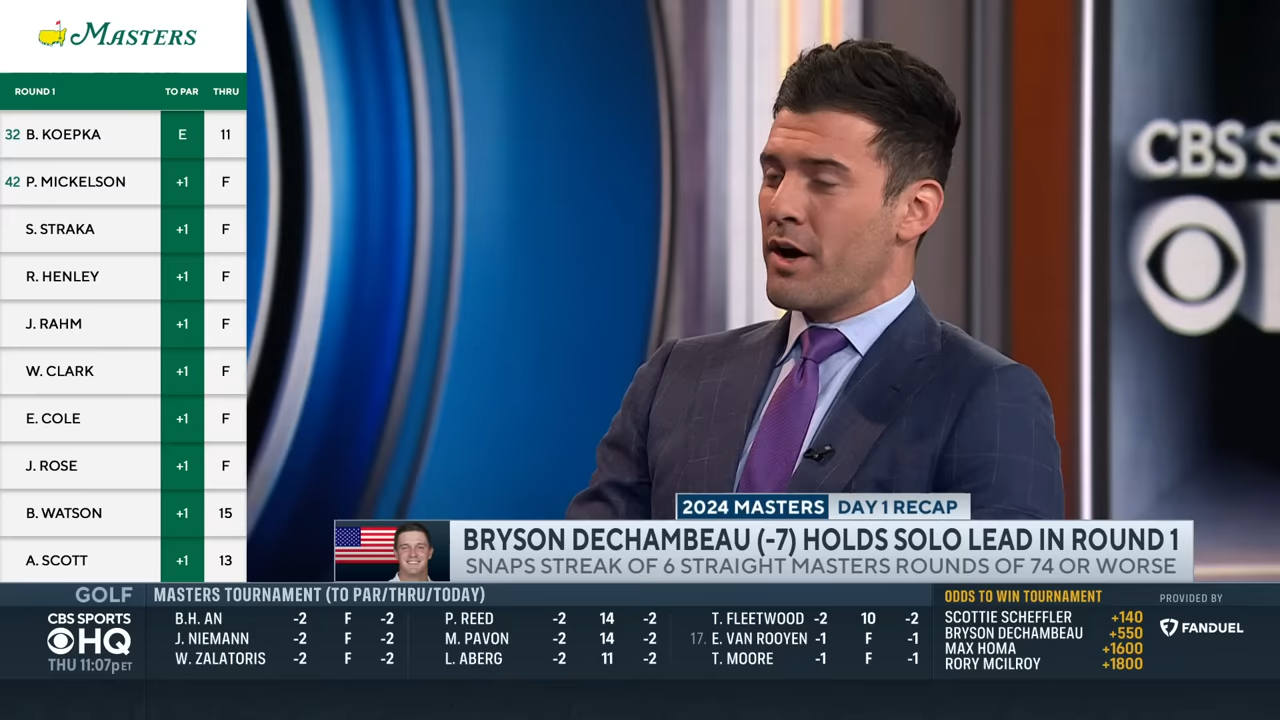 MASTERS
ROUND 1 TO PAR THRU
32 B. KOEPKA E 11
42 P. MICKELSON +1 F
S. STRAKA +1 F
R. HENLEY +1 F
J. RAHM +1 F
W. CLARK +1 F
E. COLE +1 F
J. ROSE +1 F
B. WATSON +1 15
A. SCOTT +1 13
CBS S
2024 MASTERS DAY 1 RECAP
BRYSON DECHAMBEAU (-7) HOLDS SOLO LEAD IN ROUND 1
SNAPS STREAK OF 6 STRAIGHT MASTERS ROUNDS OF 74 OR WORSE
GOLF MASTERS TOURNAMENT (TO PAR/THRU/TODAY)
CBS SPORTS
HQ
THU 11:07PET
B.H. AN -2 F -2
J. NIEMANN -2 F -2
W. ZALATORIS -2 F -2
P. REED -2 14 -2
M. PAVON -2 14 -2
L. ABERG -2 11 -2
T. FLEETWOOD -2 10 -2
17. E. VAN ROOYEN -1 F -1
T. MOORE -1 F -1
ODDS TO WIN TOURNAMENT
SCOTTIE SCHEFFLER +140
BRYSON DECHAMBEAU +550
MAX HOMA +1600
RORY MCILROY +1800
PROVIDED BY
FANDUEL